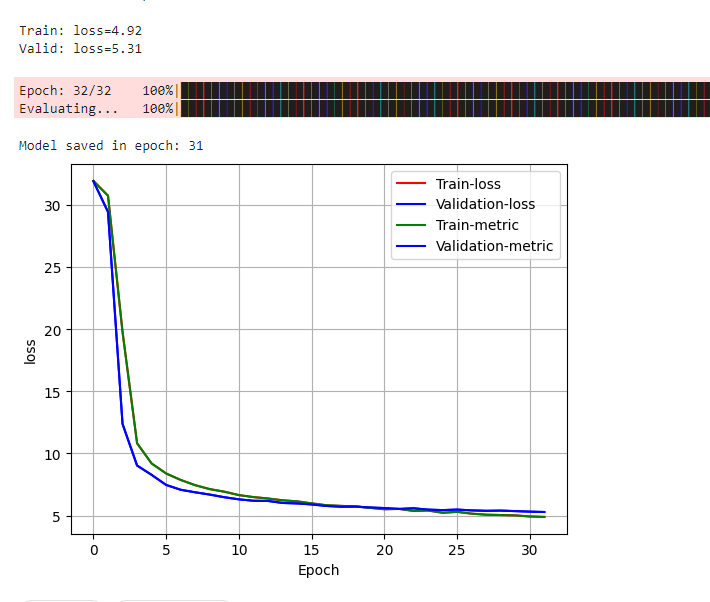 Train: loss=4.92
Valid: loss=5.31
Epoch: 32/32 100%
Evaluating... 100%
Model saved in epoch: 31
Train-loss
Validation-loss
Train-metric
Validation-metric
30
25
20
15
10
5
loss
0 5 10 15 20 25 30
Epoch